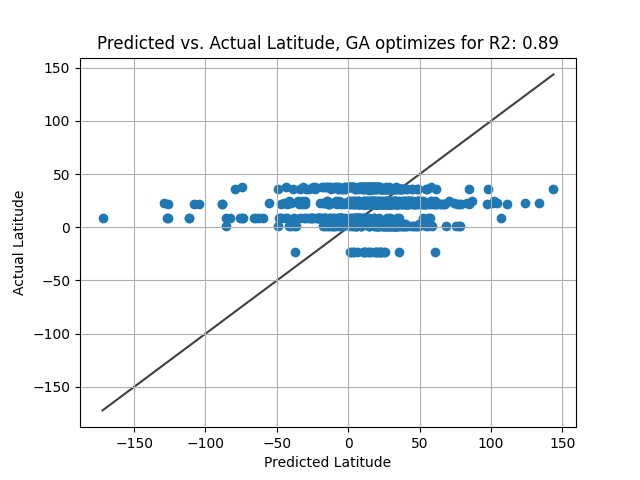 Predicted vs. Actual Latitude, GA optimizes for R2: 0.89
150
100
50
0
−50
−100
−150
Actual Latitude
−150 −100 −50 0 50 100 150
Predicted Latitude